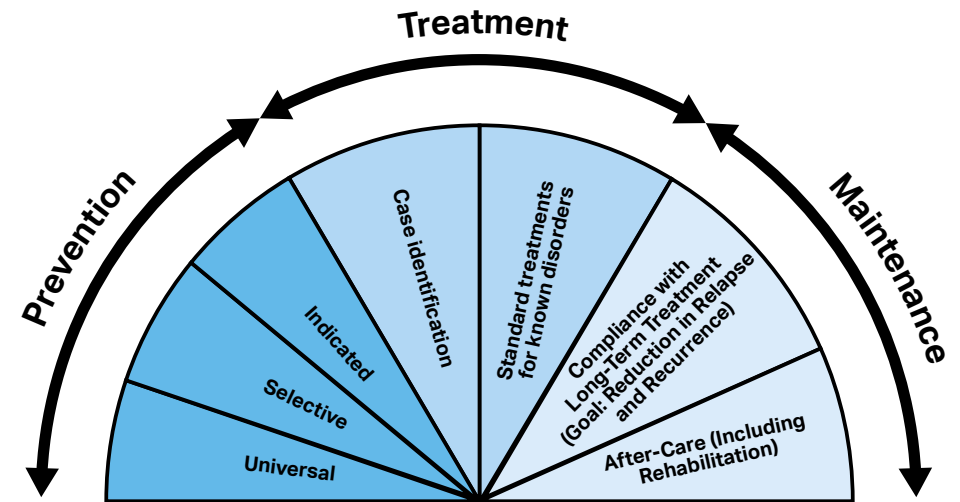 Treatment
Prevention
Maintenance
Universal
Selective
Indicated
Case identification
Standard treatments
for known disorders
Compliance with
Long-Term Treatment
(Goal: Reduction in Relapse
and Recurrence)
After-Care (Including
Rehabilitation)